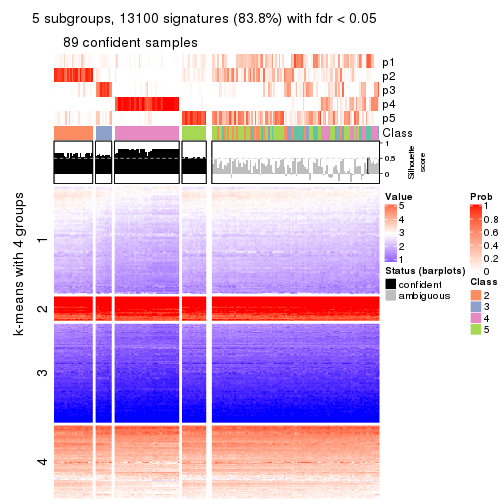 5 subgroups, 13100 signatures (83.8%) with fdr < 0.05
89 confident samples
p1
p2
p3
p4
p5
Class
1
0.5
0
Silhouette
score
k-means with 4 groups
1
2
3
4
Value
5
4
3
2
1
Status (barplots)
confident
ambiguous
Prob
1
0.8
0.6
0.4
0.2
0
Class
2
3
4
5